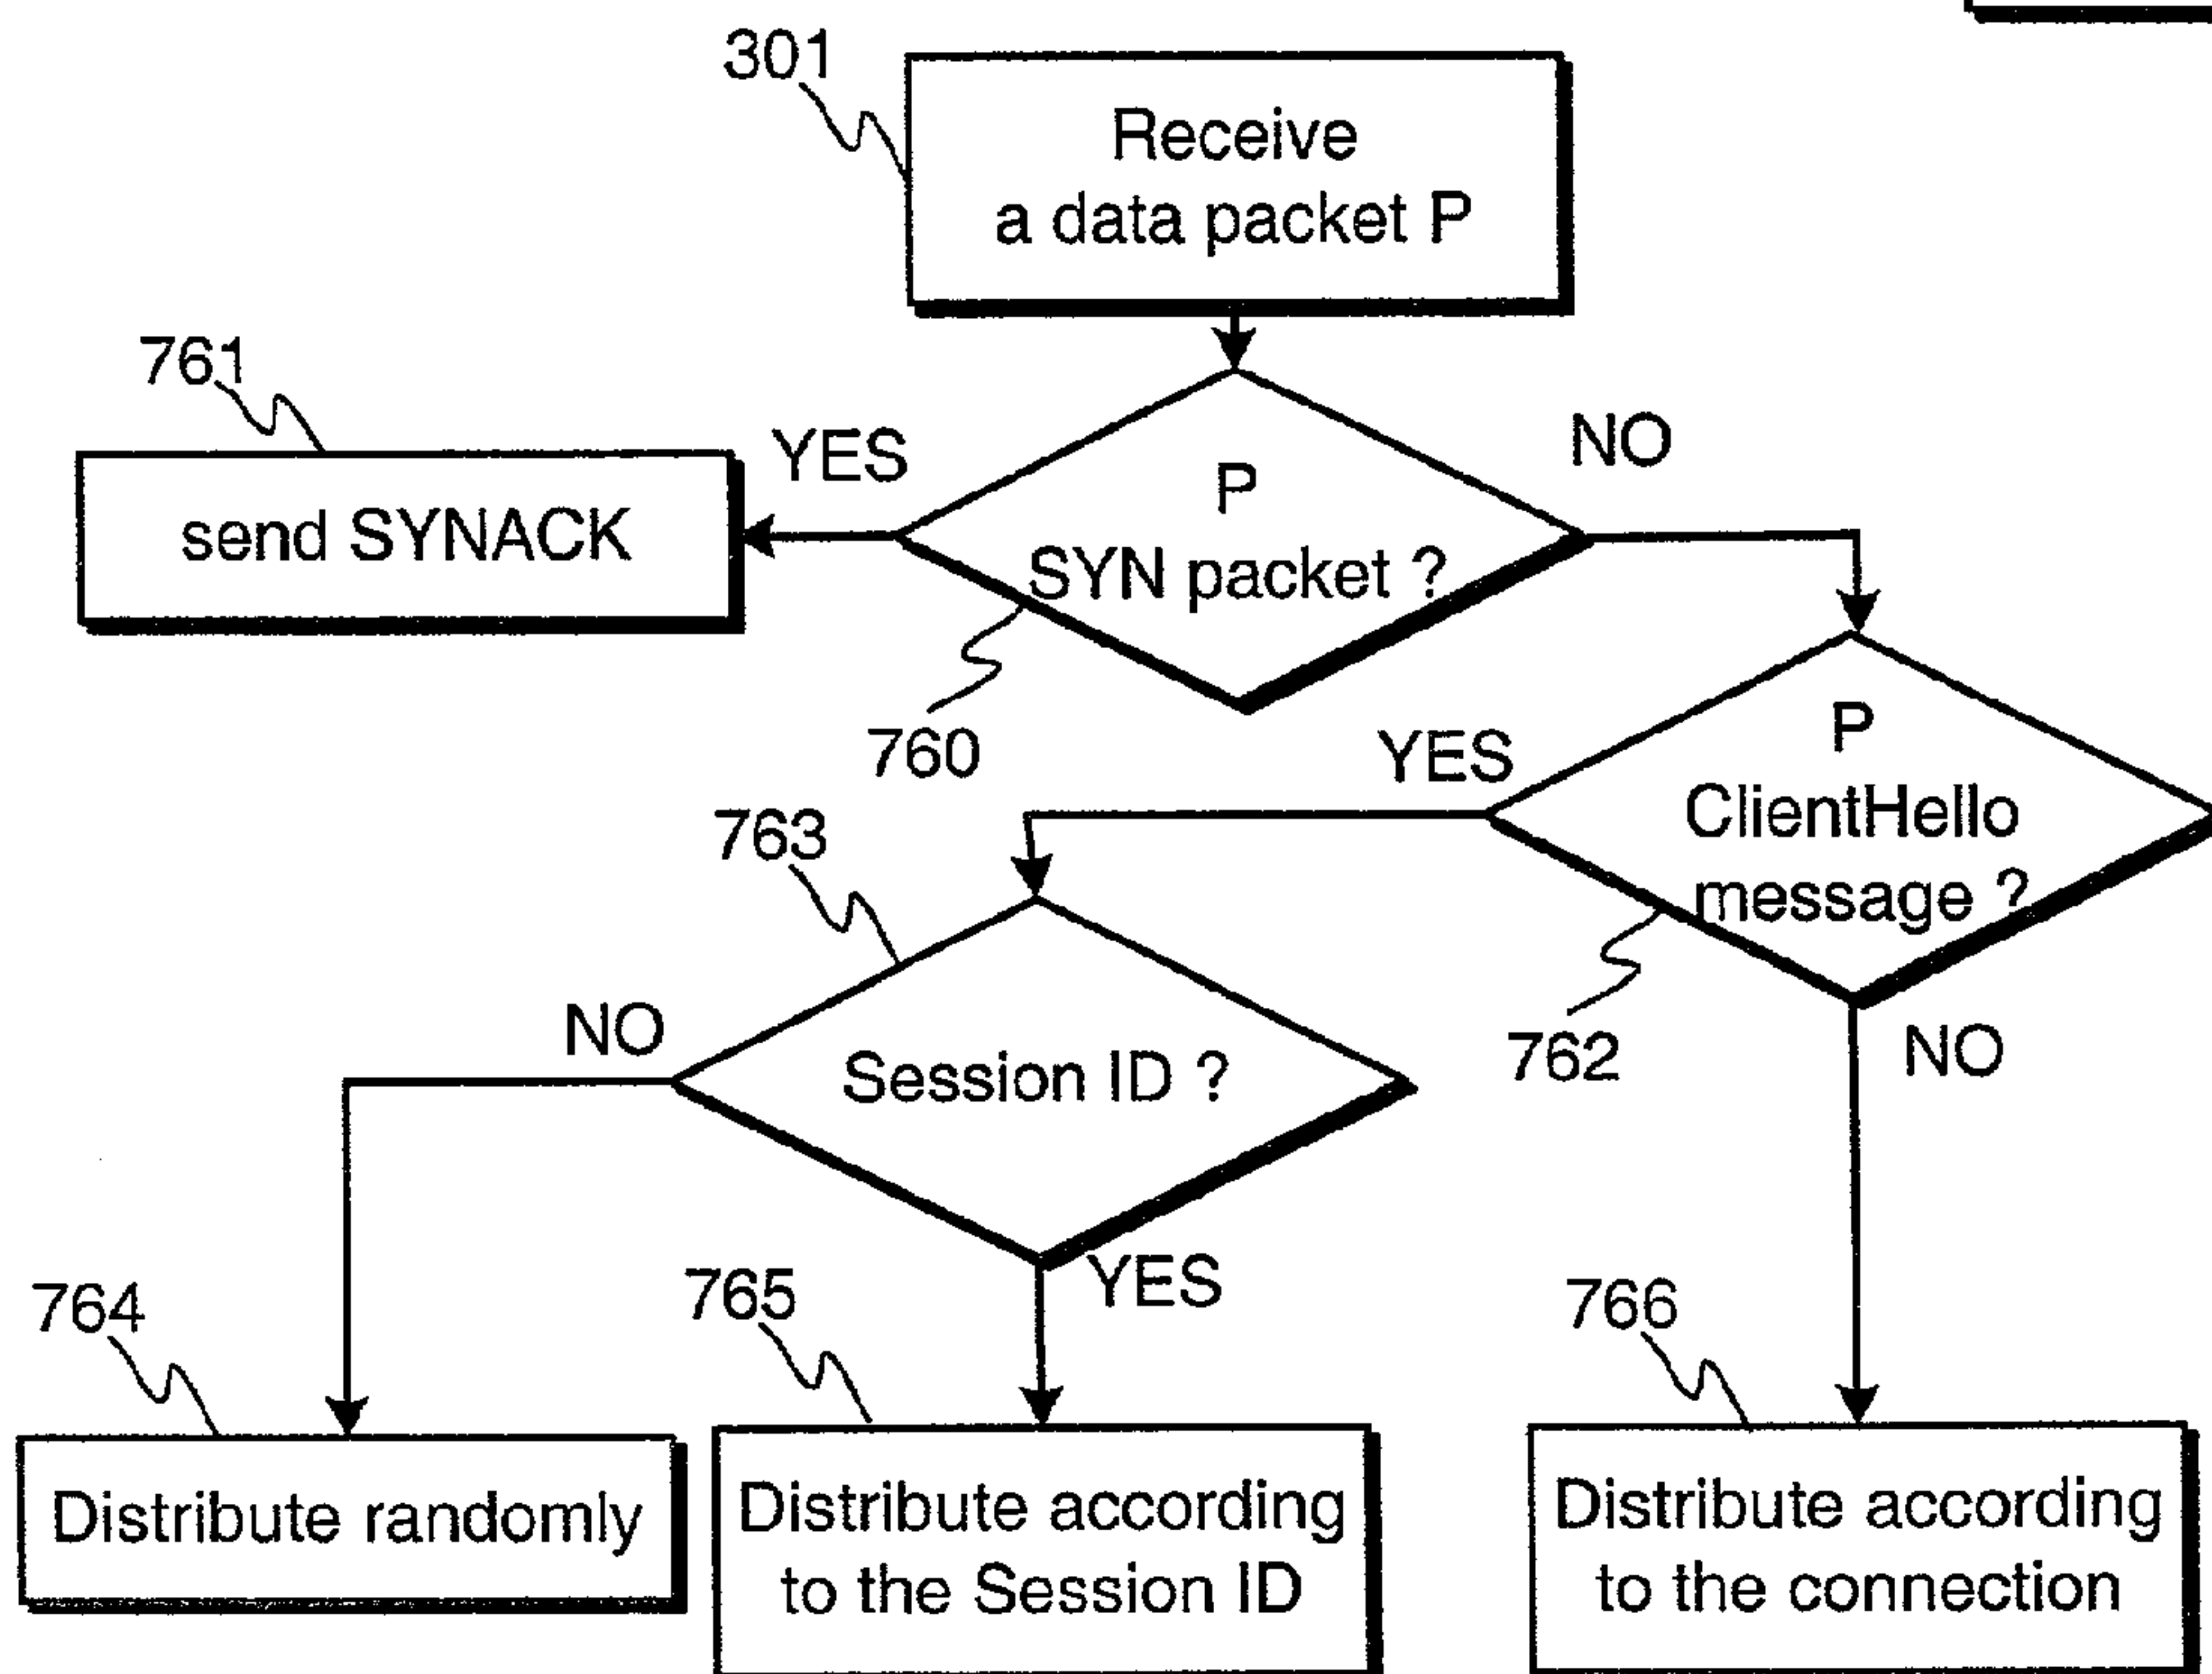 301
Receive
a data packet P
761
YES
NO
send SYNACK
P
SYN packet ?
760
YES
P
ClientHello
message ?
763
762
NO
NO
Session ID ?
YES
764
765
766
Distribute randomly
Distribute according
to the Session ID
Distribute according
to the connection